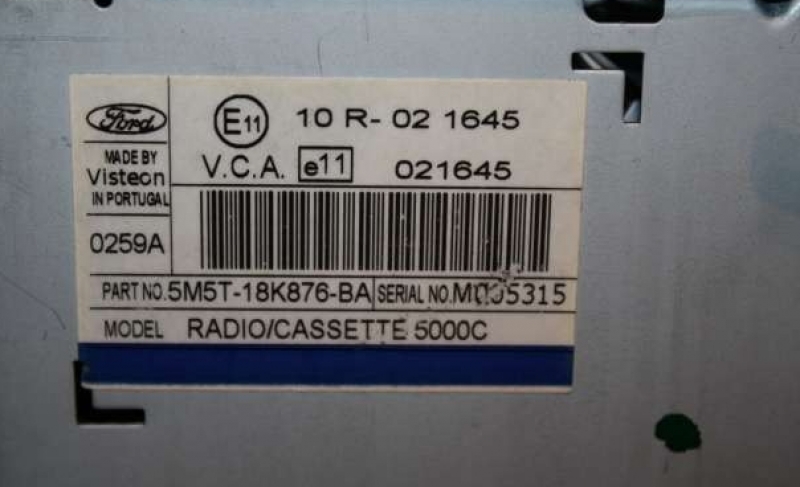 Ford
MADE BY
Visteon
IN PORTUGAL
0259A
E11 10 R- 02 1645
V.C.A. e11 021645
PART NO. 5M5T-18K876-BA SERIAL NO.
MODEL RADIO/CASSETTE 5000C